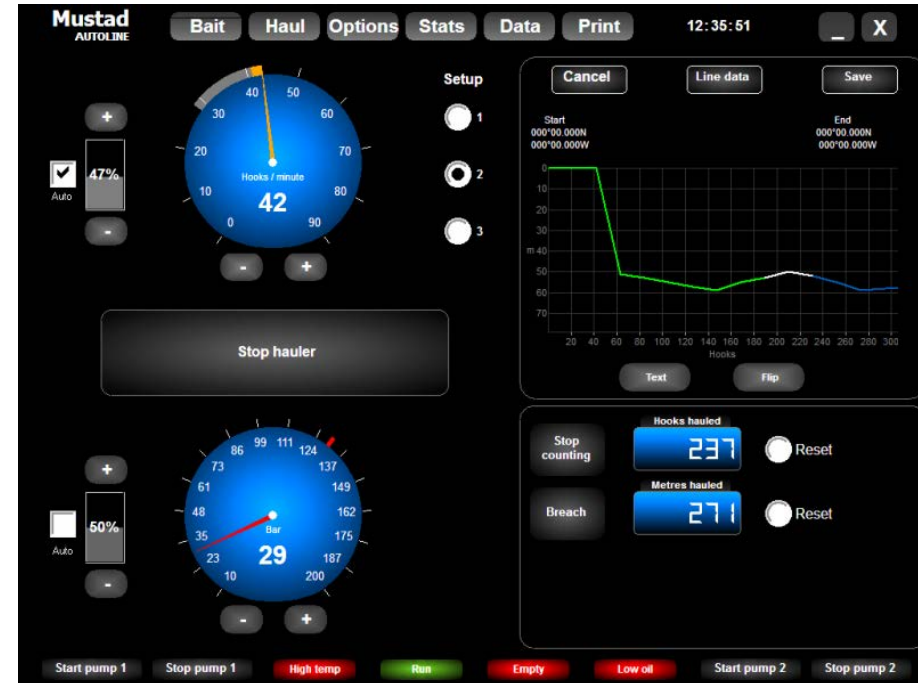 Mustad
AUTOLINE
Bait
Haul
Options
Stats
Data
Print
12:35:51
_
X
+
47%
Auto
-
0
10
20
30
40
50
60
70
80
90
Hooks / minute
42
-
+
Setup
1
2
3
Cancel
Line data
Save
Start
000°00.000N
000°00.000W
End
000°00.000N
000°00.000W
0
10
20
30
m 40
50
60
70
20 40 60 80 100 120 140 160 180 200 220 240 260 280 300
Hooks
Text
Flip
Stop hauler
+
50%
Auto
-
10
23
35
48
61
73
86
99
111
124
137
149
162
175
187
200
Bar
29
-
+
Stop
counting
Hooks hauled
237
Reset
Breach
Metres hauled
271
Reset
Start pump 1
Stop pump 1
High temp
Run
Empty
Low oil
Start pump 2
Stop pump 2